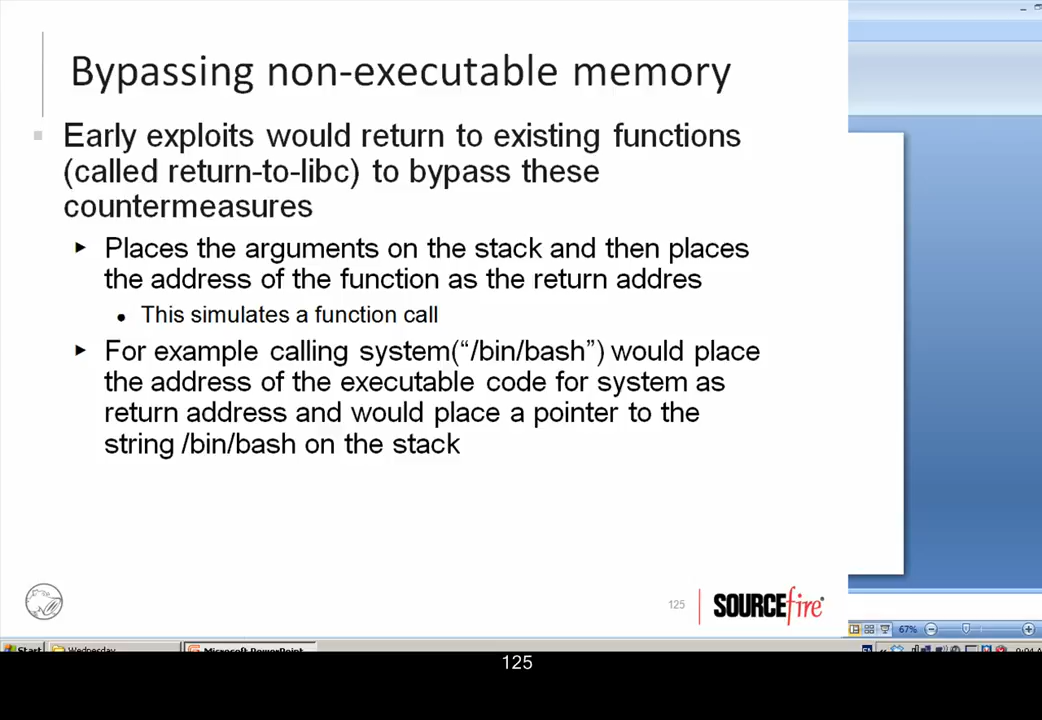 Bypassing non-executable memory
Early exploits would return to existing functions
(called return-to-libc) to bypass these
countermeasures
Places the arguments on the stack and then places
the address of the function as the return addres
This simulates a function call
For example calling system(“/bin/bash”) would place
the address of the executable code for system as
return address and would place a pointer to the
string /bin/bash on the stack
125
SOURCEfire
67%
Start
Wednesday
Microsoft PowerPoint
125